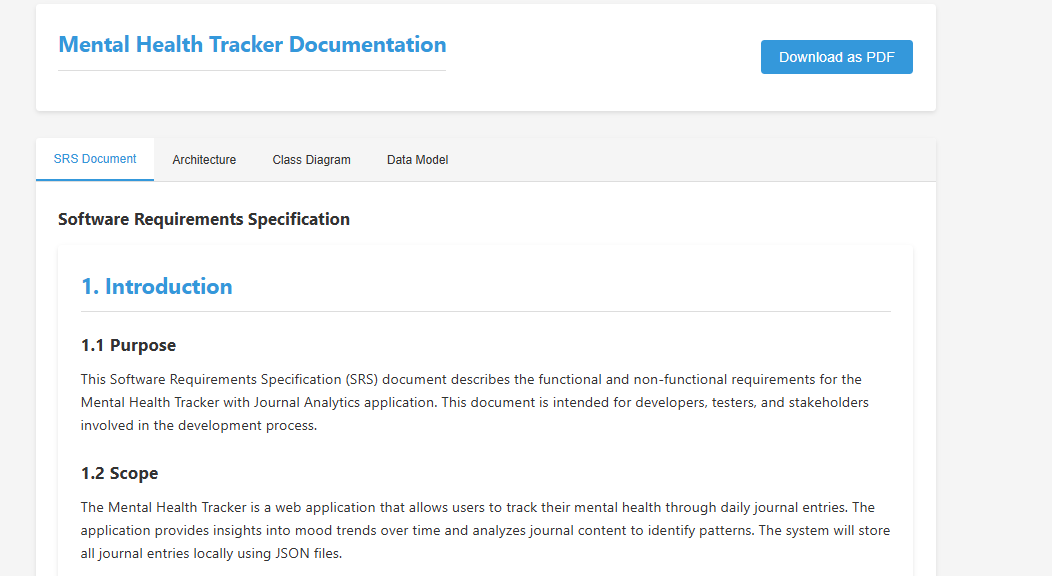 Mental Health Tracker Documentation
Download as PDF
SRS Document
Architecture
Class Diagram
Data Model
Software Requirements Specification
1. Introduction
1.1 Purpose
This Software Requirements Specification (SRS) document describes the functional and non-functional requirements for the
Mental Health Tracker with Journal Analytics application. This document is intended for developers, testers, and stakeholders
involved in the development process.
1.2 Scope
The Mental Health Tracker is a web application that allows users to track their mental health through daily journal entries. The
application provides insights into mood trends over time and analyzes journal content to identify patterns. The system will store
all journal entries locally using JSON files.